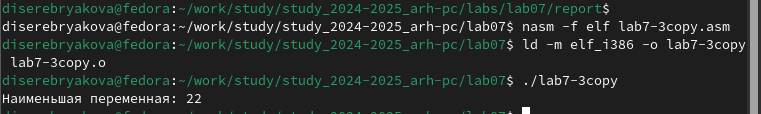 diserebryakova@fedora:~/work/study/study_2024-2025_arh-pc/labs/lab07/report$
diserebryakova@fedora:~/work/study/study_2024-2025_arh-pc/lab07$ nasm -f elf lab7-3copy.asm
diserebryakova@fedora:~/work/study/study_2024-2025_arh-pc/lab07$ ld -m elf_i386 -o lab7-3copy
 lab7-3copy.o
diserebryakova@fedora:~/work/study/study_2024-2025_arh-pc/lab07$ ./lab7-3copy
Наименьшая переменная: 22
diserebryakova@fedora:~/work/study/study_2024-2025_arh-pc/lab07$